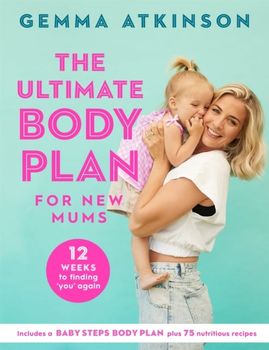 GEMMA ATKINSON
THE
ULTIMATE
BODY
PLAN
FOR NEW
MUMS
12
WEEKS
to finding
'you' again
Includes a BABY STEPS BODY PLAN plus 75 nutritious recipes